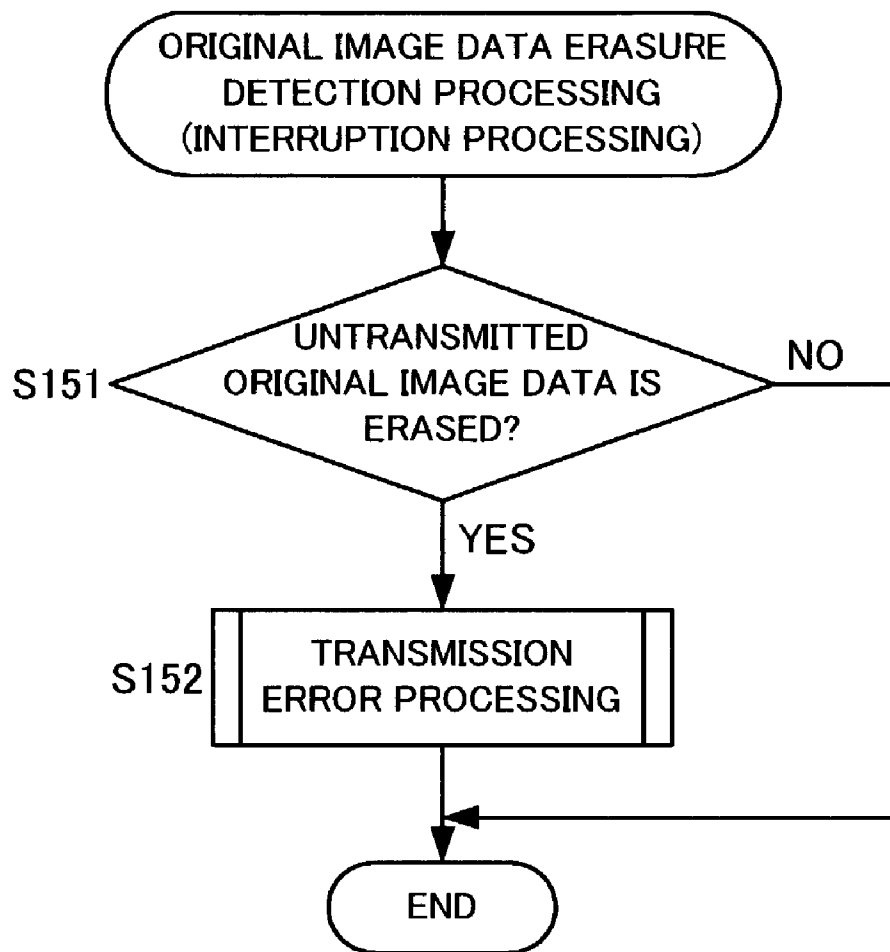 ORIGINAL IMAGE DATA ERASURE
DETECTION PROCESSING
(INTERRUPTION PROCESSING)
UNTRANSMITTED
ORIGINAL IMAGE DATA IS
ERASED?
S151
NO
YES
S152
TRANSMISSION
ERROR PROCESSING
END